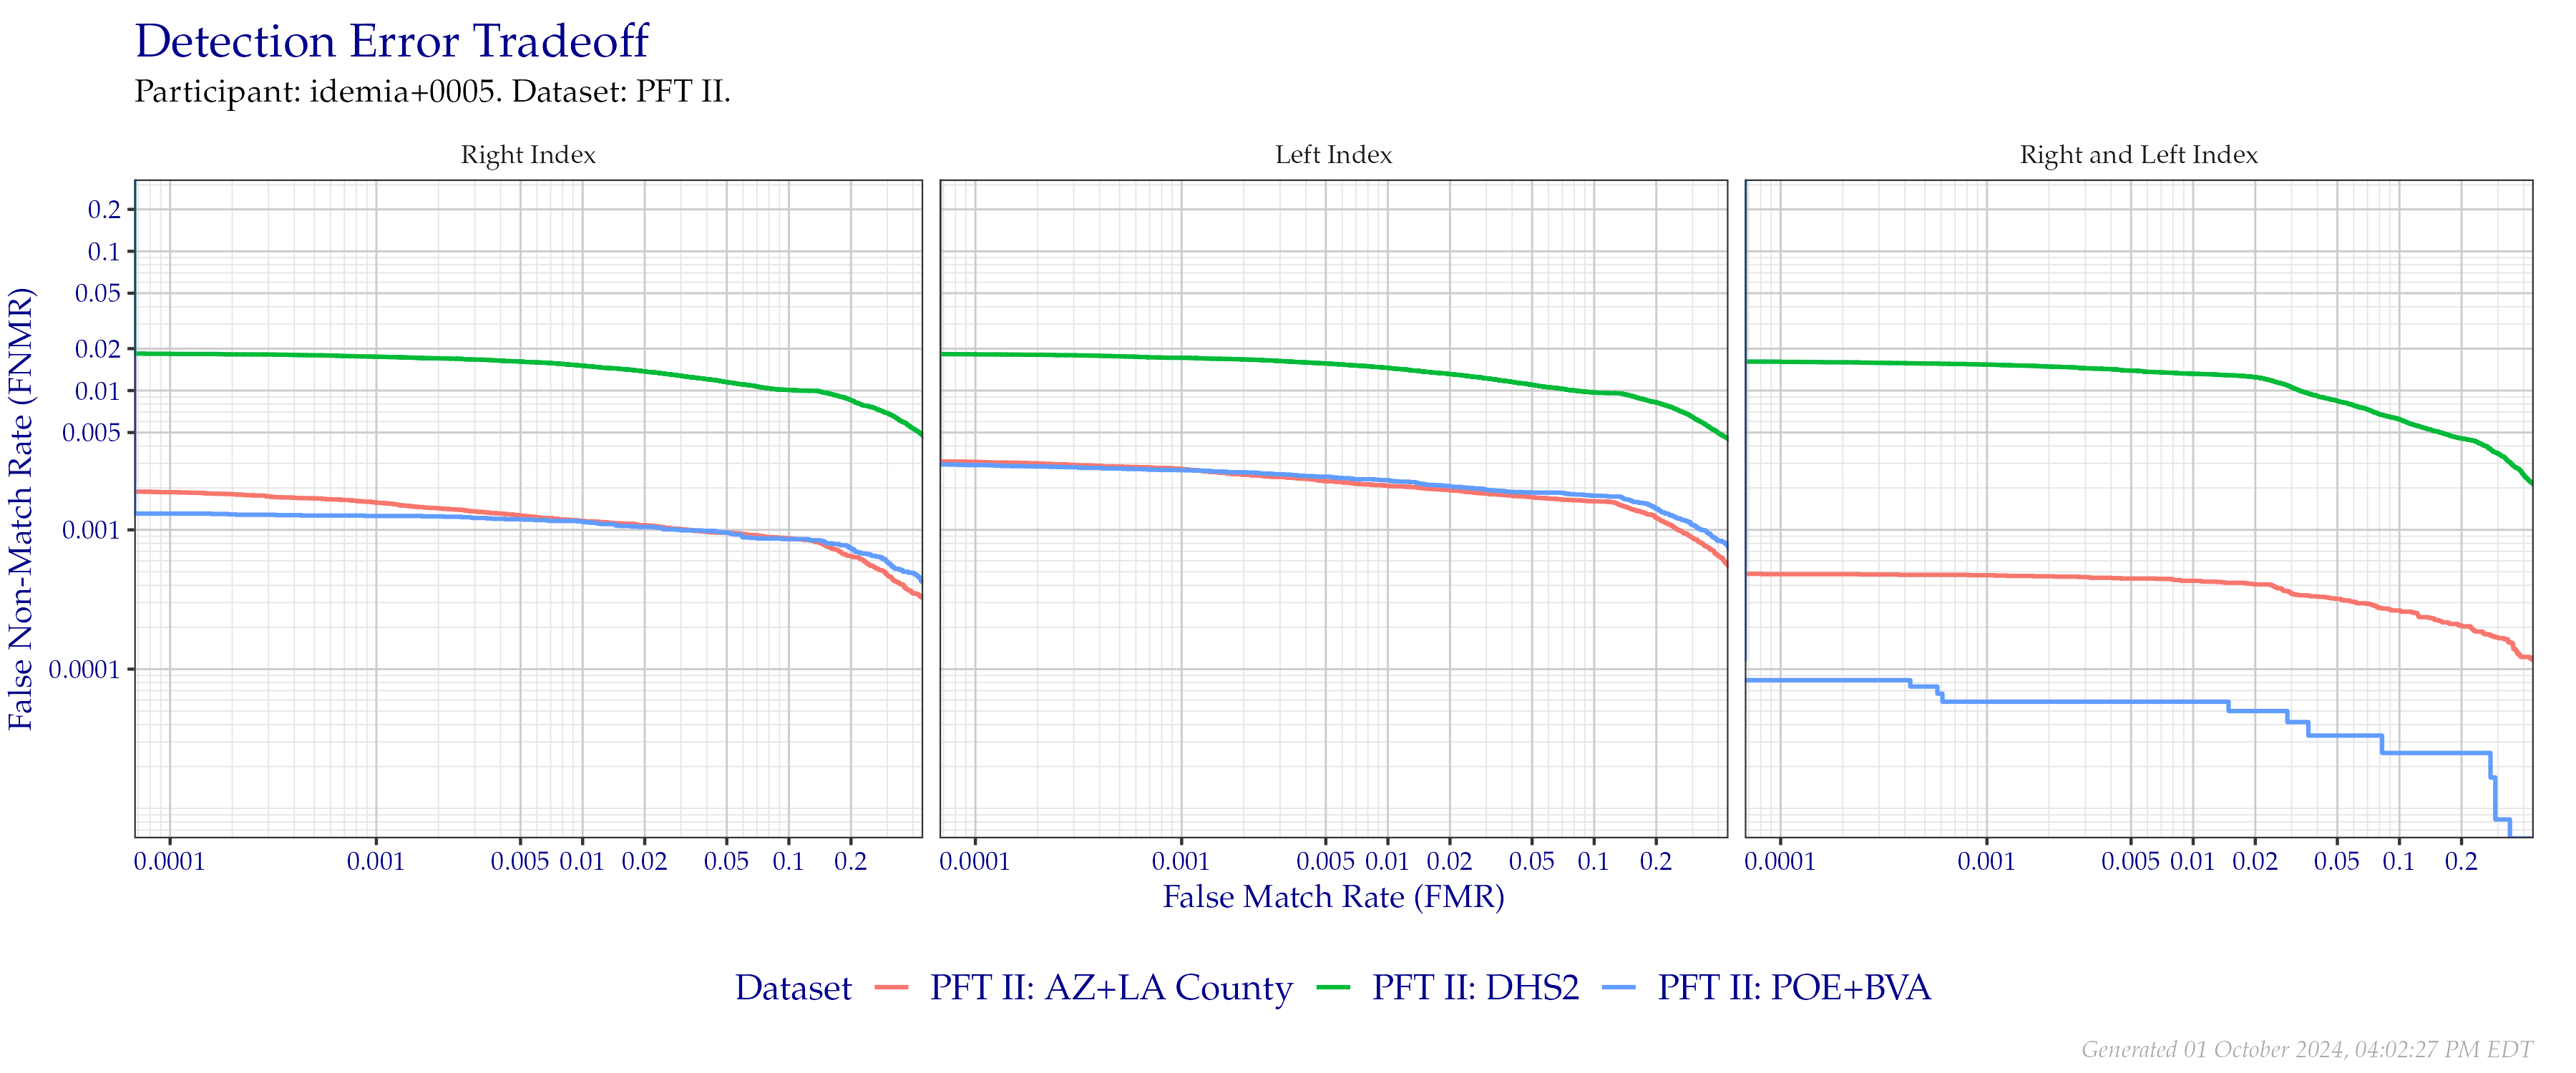 Detection Error Tradeoff
Participant: idemia+0005. Dataset: PFT II.
Right Index
Left Index
Right and Left Index
False Non-Match Rate (FNMR)
0.2
0.1
0.05
0.02
0.01
0.005
0.001
0.0001
0.0001 0.001 0.005 0.01 0.02 0.05 0.1 0.2
0.0001 0.001 0.005 0.01 0.02 0.05 0.1 0.2
0.0001 0.001 0.005 0.01 0.02 0.05 0.1 0.2
False Match Rate (FMR)
Dataset PFT II: AZ+LA County PFT II: DHS2 PFT II: POE+BVA
Generated 01 October 2024, 04:02:27 PM EDT